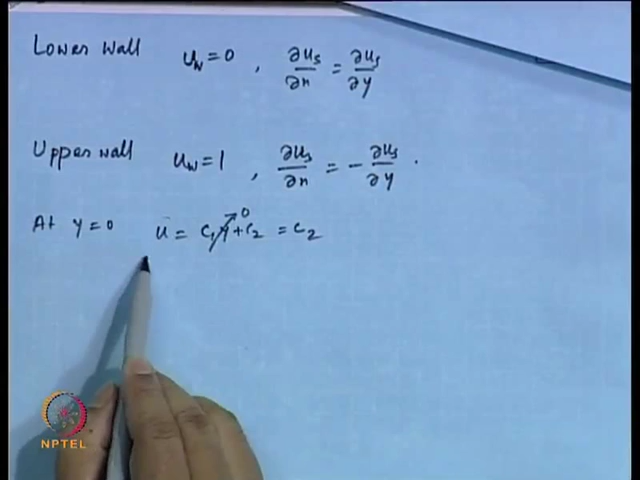 Lower wall u_w = 0 , ∂u_s/∂n = ∂u_s/∂y
Upper wall u_w = 1 , ∂u_s/∂n = - ∂u_s/∂y .
At y = 0 u = c_1 y + c_2 = c_2
0
NPTEL